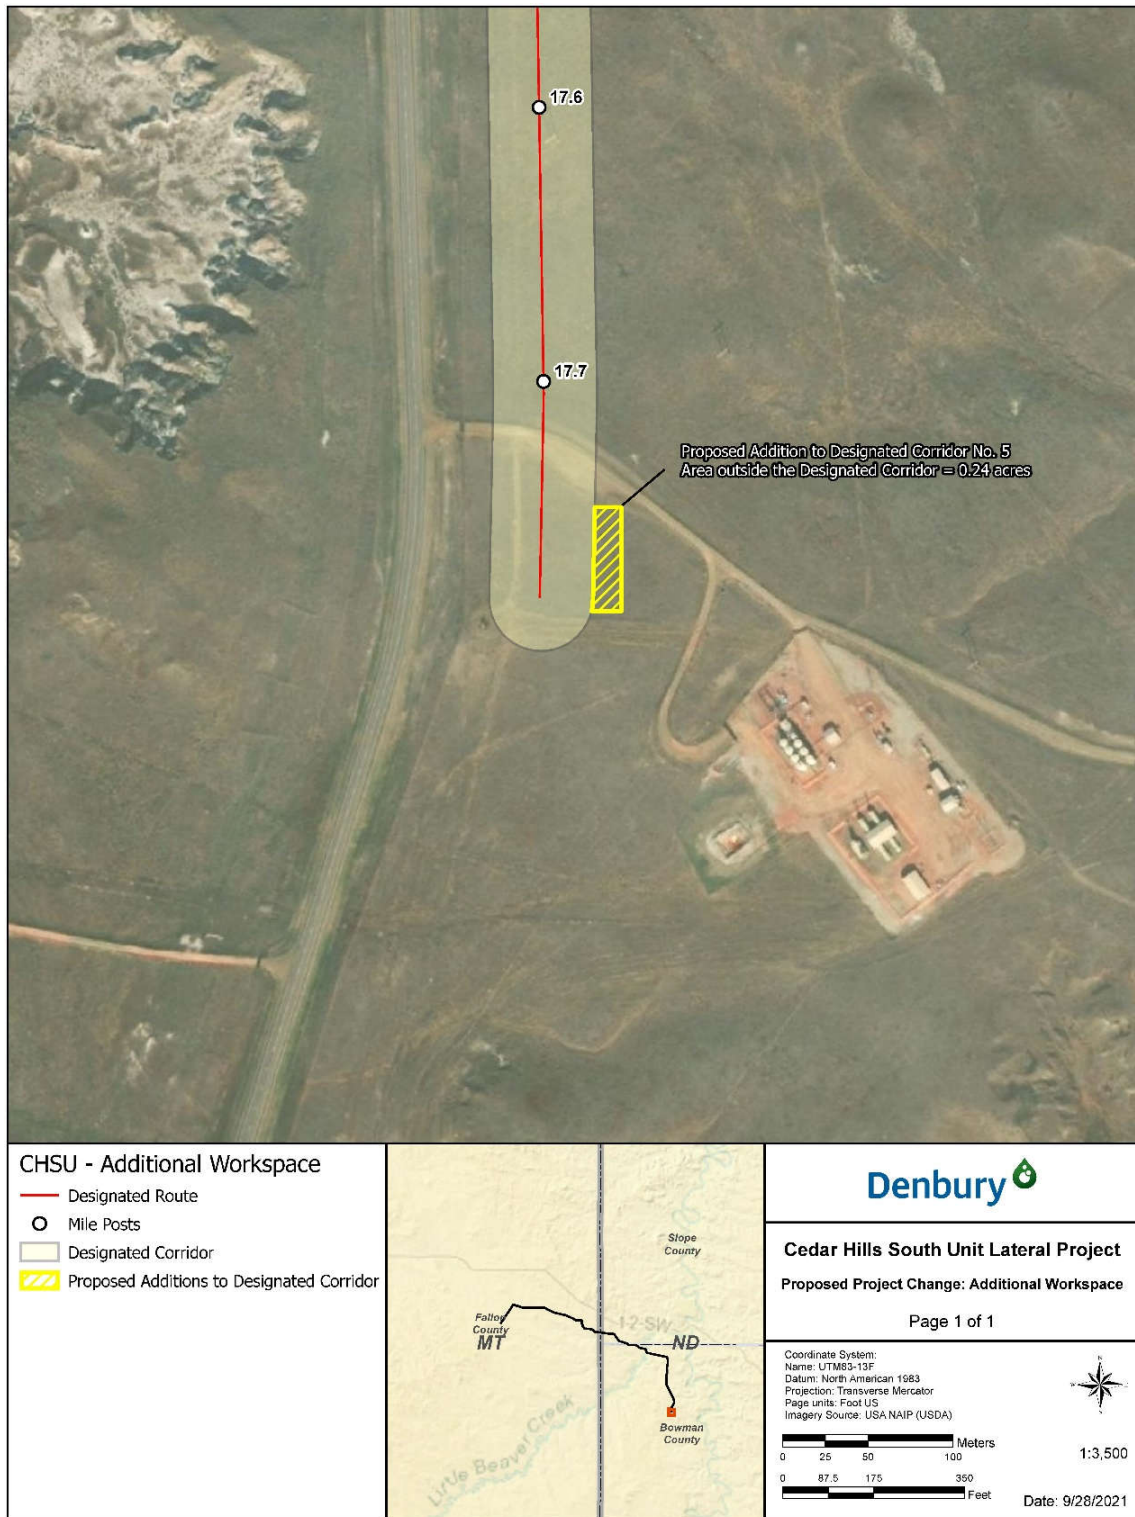 17.6
17.7
Proposed Addition to Designated Corridor No. 5
Area outside the Designated Corridor = 0.24 acres
CHSU - Additional Workspace
Designated Route
Mile Posts
Designated Corridor
Proposed Additions to Designated Corridor
Slope
County
Fallon
County
MT
I-2-SW
ND
Bowman
County
Little Beaver Creek
Denbury
Cedar Hills South Unit Lateral Project
Proposed Project Change: Additional Workspace
Page 1 of 1
Coordinate System:
Name: UTM83-13F
Datum: North American 1983
Projection: Transverse Mercator
Page units: Foot US
Imagery Source: USA NAIP (USDA)
N
W
S
Meters
0 25 50 100
1:3,500
0 87.5 175 350
Feet
Date: 9/28/2021